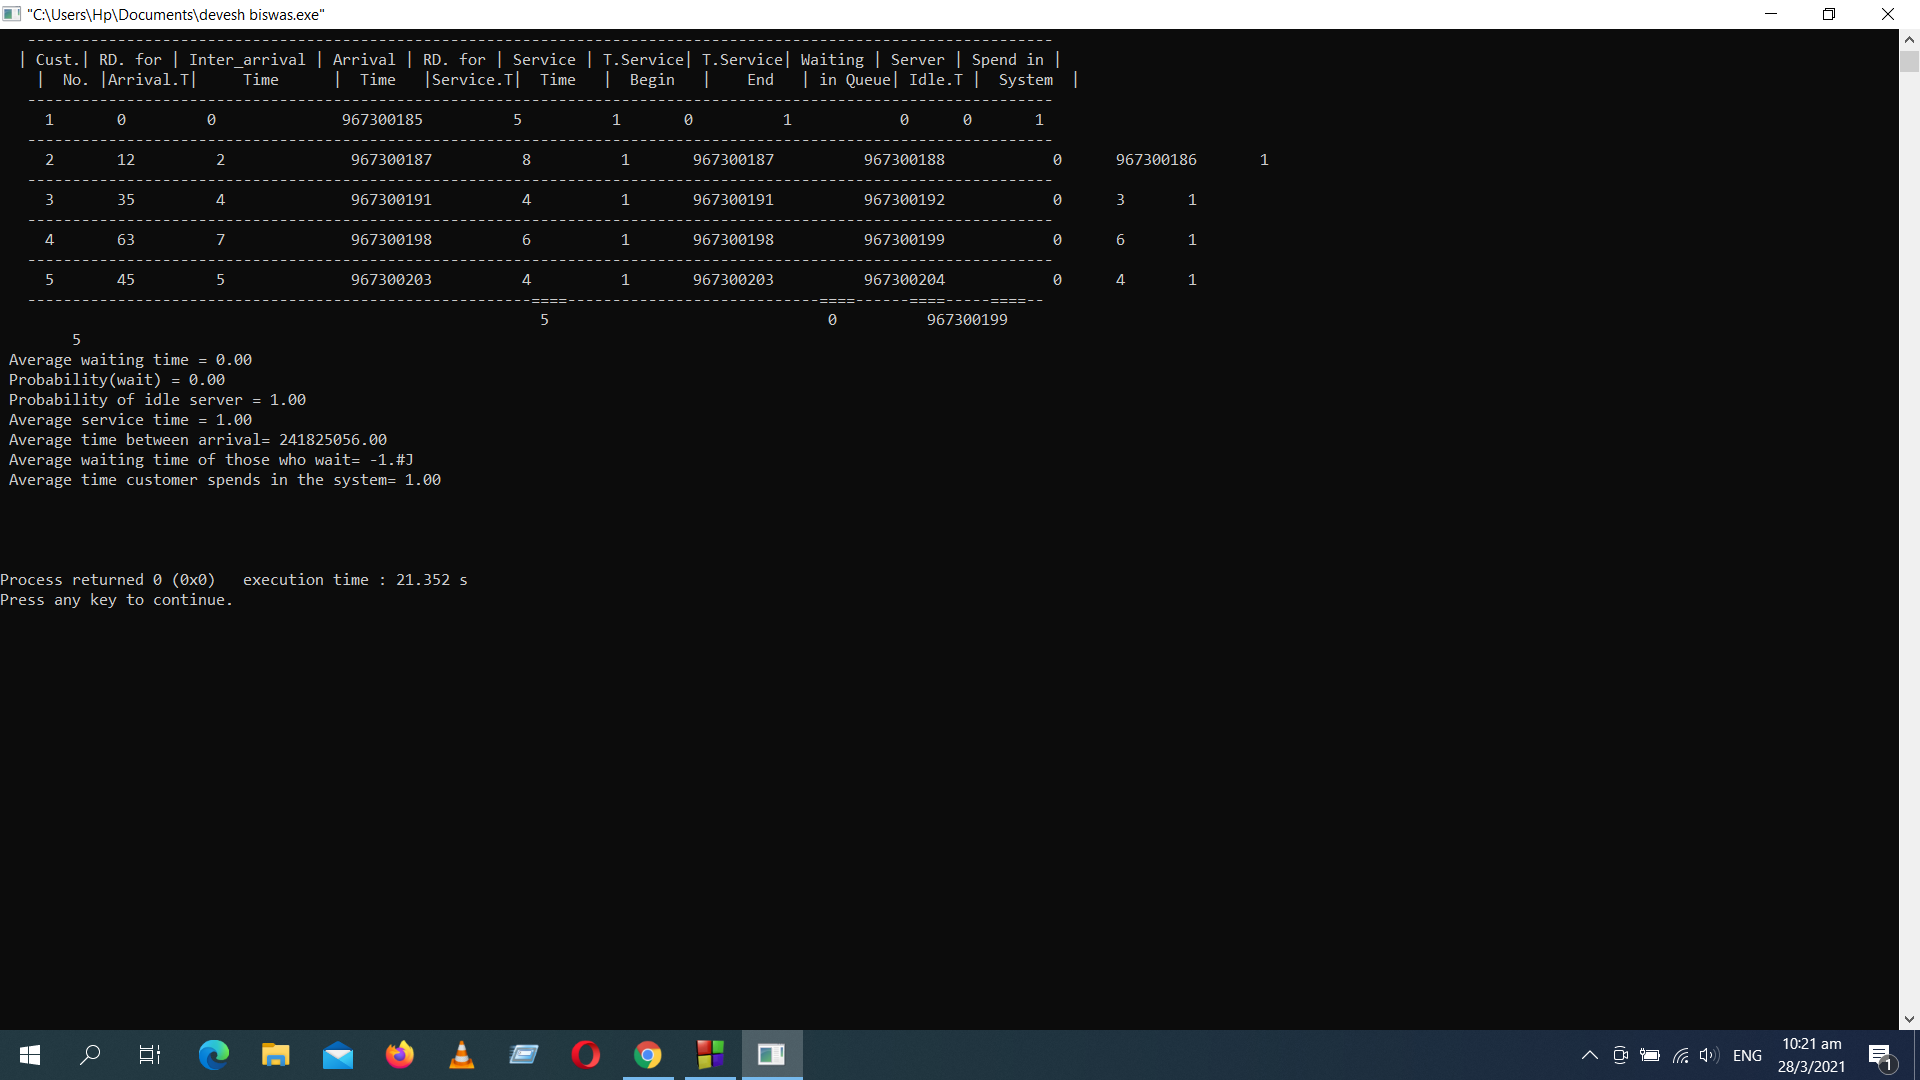 "C:\Users\Hp\Documents\devesh biswas.exe"
------------------------------------------------------------------------------------------------------------------
| Cust.| RD. for | Inter_arrival | Arrival | RD. for | Service | T.Service| T.Service| Waiting | Server | Spend in |
| No. |Arrival.T| Time | Time |Service.T| Time | Begin | End | in Queue| Idle.T | System |
------------------------------------------------------------------------------------------------------------------
1 0 0 967300185 5 1 0 1 0 0 1
------------------------------------------------------------------------------------------------------------------
2 12 2 967300187 8 1 967300187 967300188 0 967300186 1
------------------------------------------------------------------------------------------------------------------
3 35 4 967300191 4 1 967300191 967300192 0 3 1
------------------------------------------------------------------------------------------------------------------
4 63 7 967300198 6 1 967300198 967300199 0 6 1
------------------------------------------------------------------------------------------------------------------
5 45 5 967300203 4 1 967300203 967300204 0 4 1
--------------------------------------------------------====----------------------------====------====-----====--
5 0 967300199
5
Average waiting time = 0.00
Probability(wait) = 0.00
Probability of idle server = 1.00
Average service time = 1.00
Average time between arrival= 241825056.00
Average waiting time of those who wait= -1.#J
Average time customer spends in the system= 1.00
Process returned 0 (0x0) execution time : 21.352 s
Press any key to continue.
ENG
10:21 am
28/3/2021
1